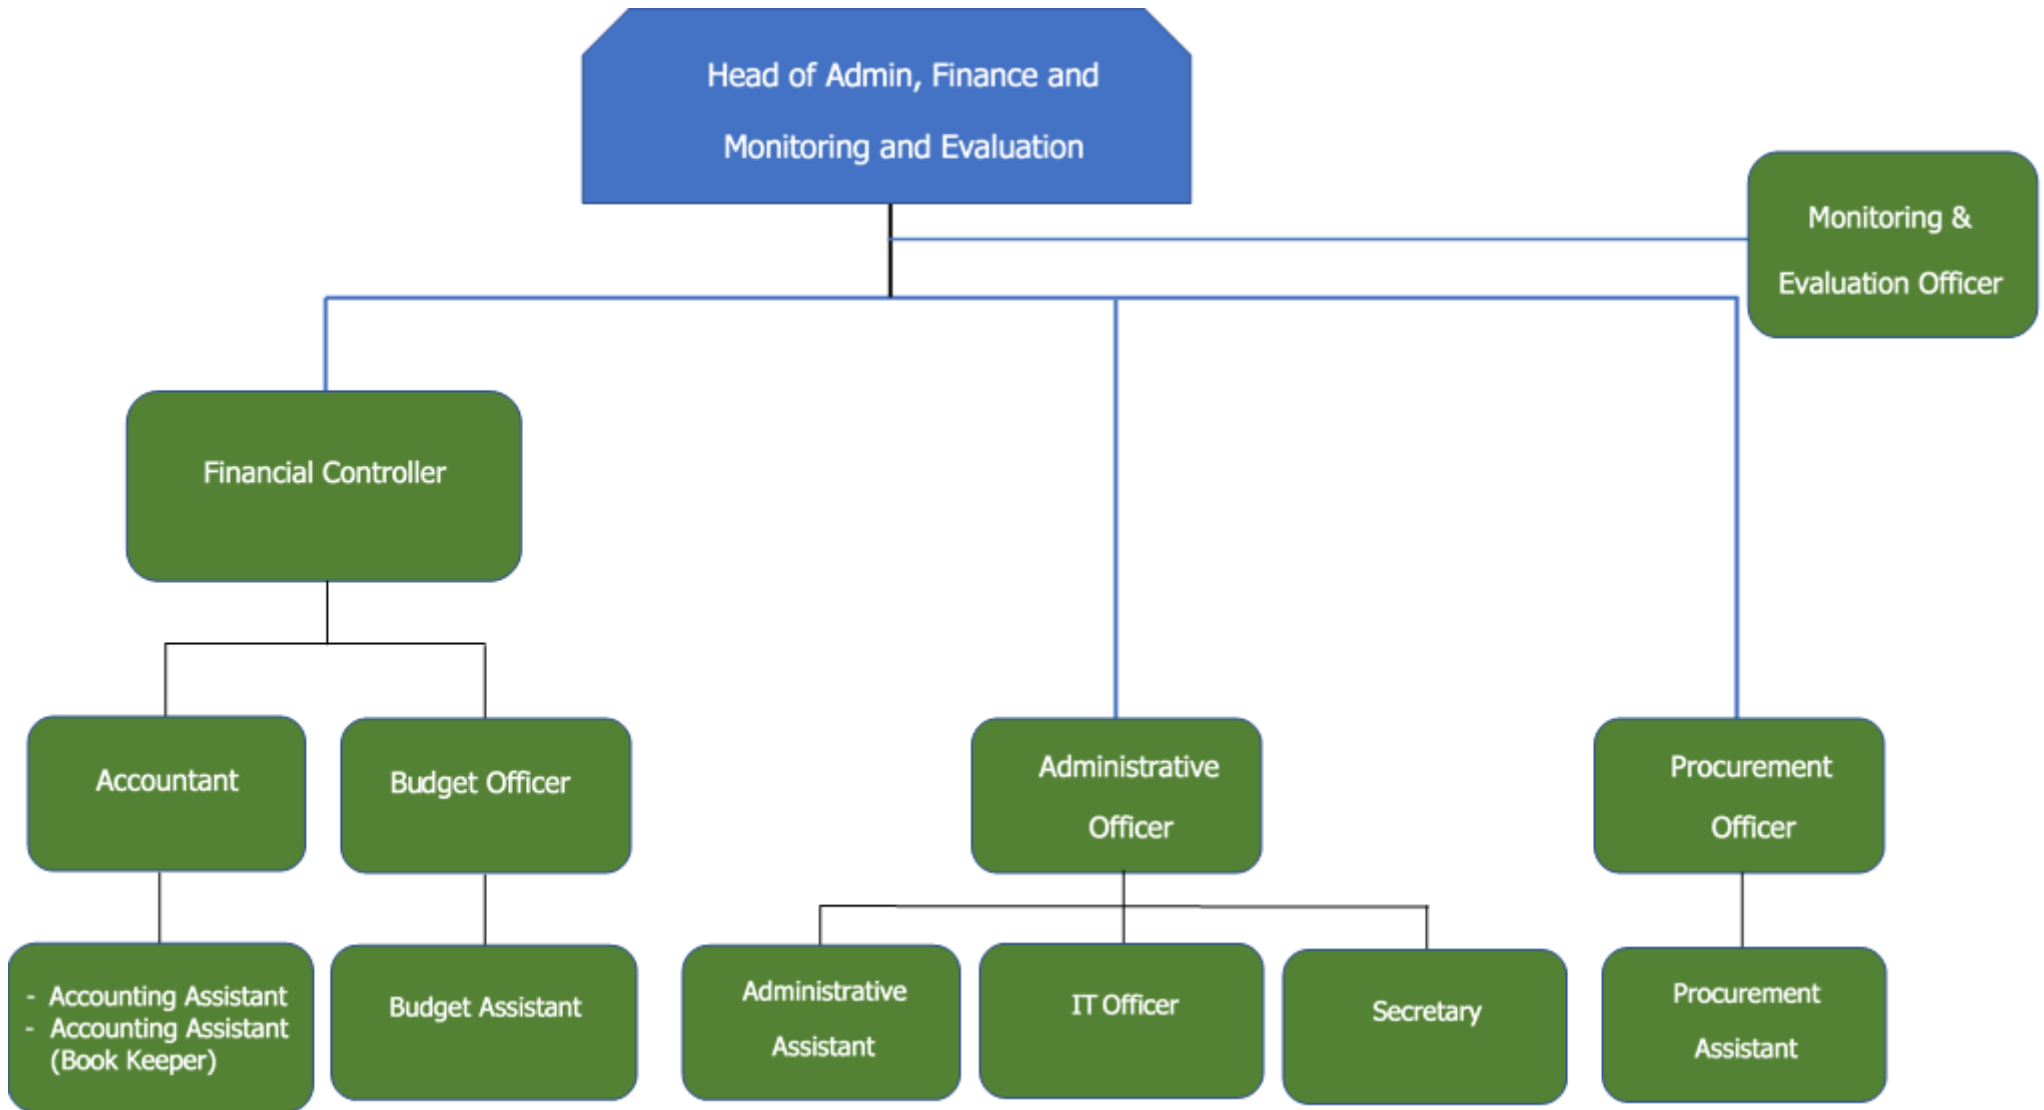 Head of Admin, Finance and
Monitoring and Evaluation
Monitoring &
Evaluation Officer
Financial Controller
Accountant
Budget Officer
Administrative
Officer
Procurement
Officer
- Accounting Assistant
- Accounting Assistant
(Book Keeper)
Budget Assistant
Administrative
Assistant
IT Officer
Secretary
Procurement
Assistant